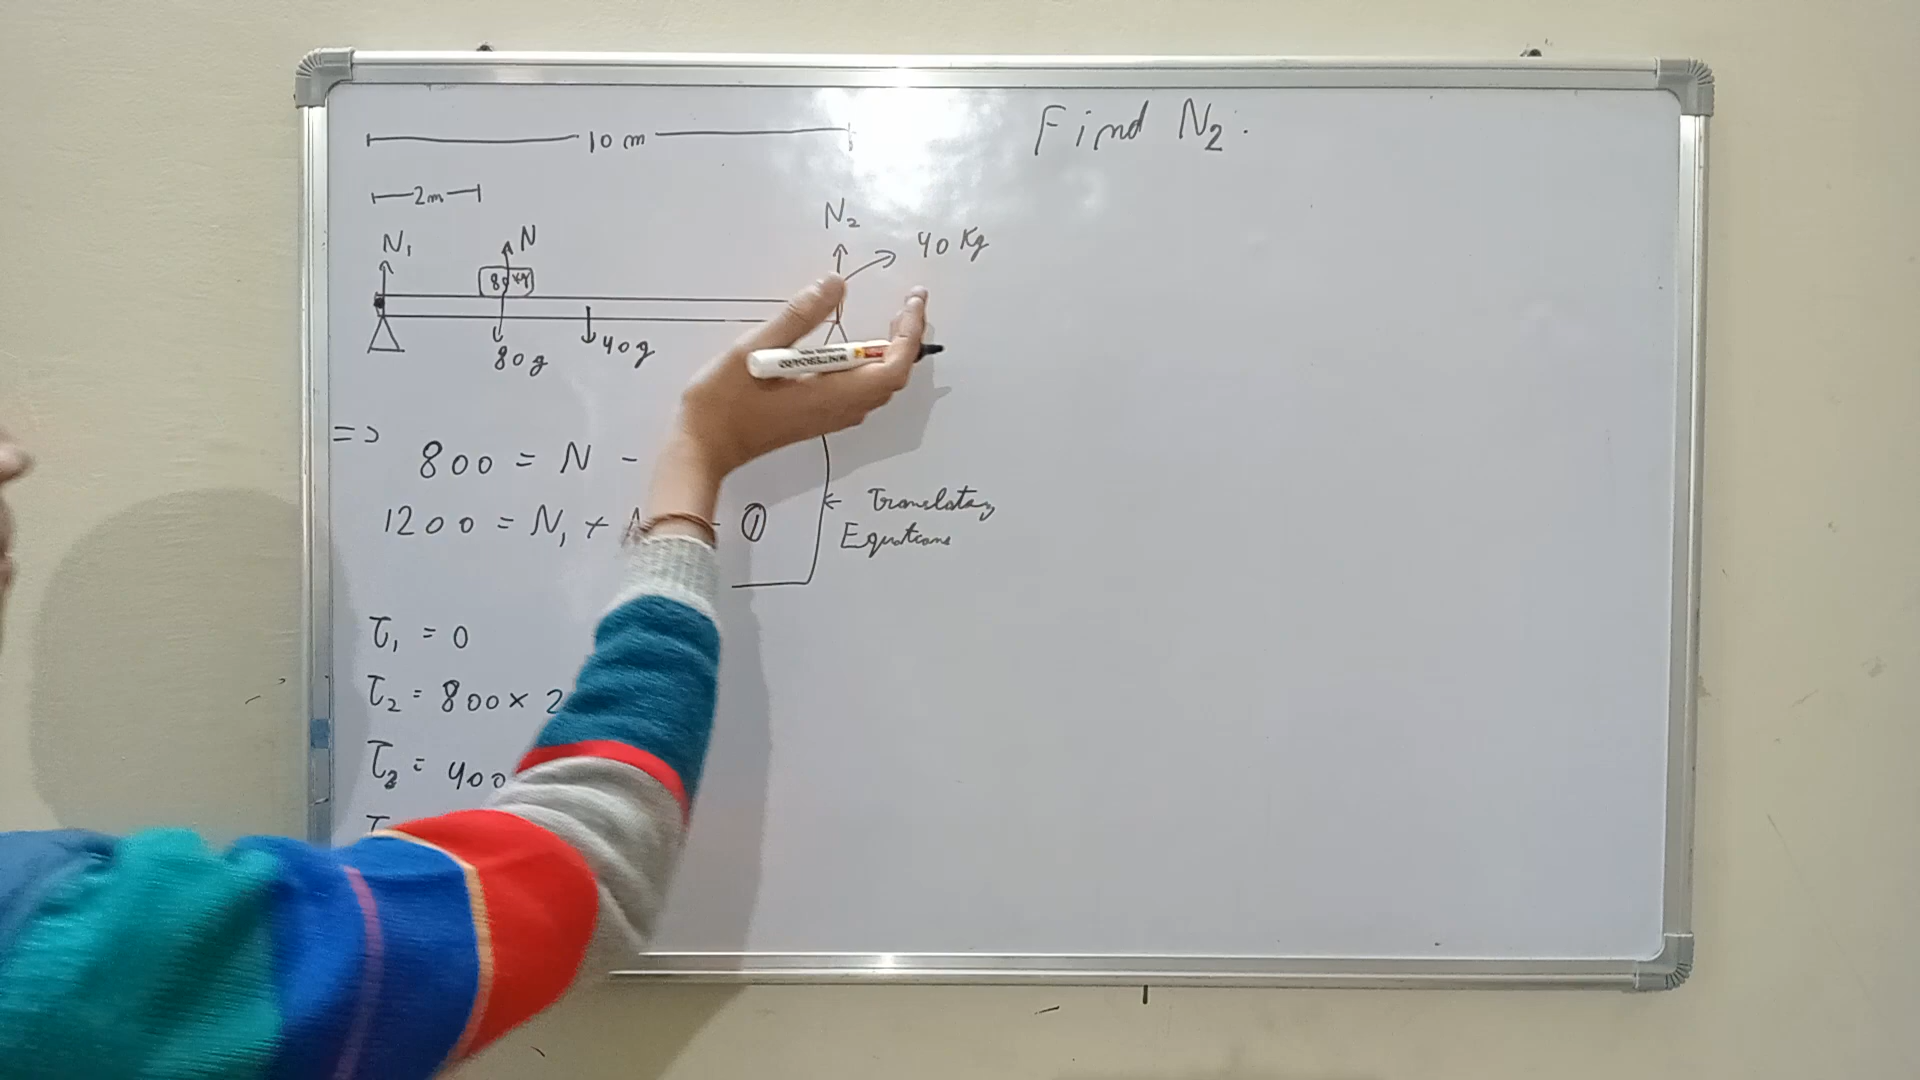 10 m
Find N₂.
2m
N₁
N
N₂
40 Kg
80 kg
80g
40g
=>
800 = N -
1200 = N₁ +
- ①
← Translatory
Equations
τ₁ = 0
τ₂ = 800 × 2
τ₃ = 400